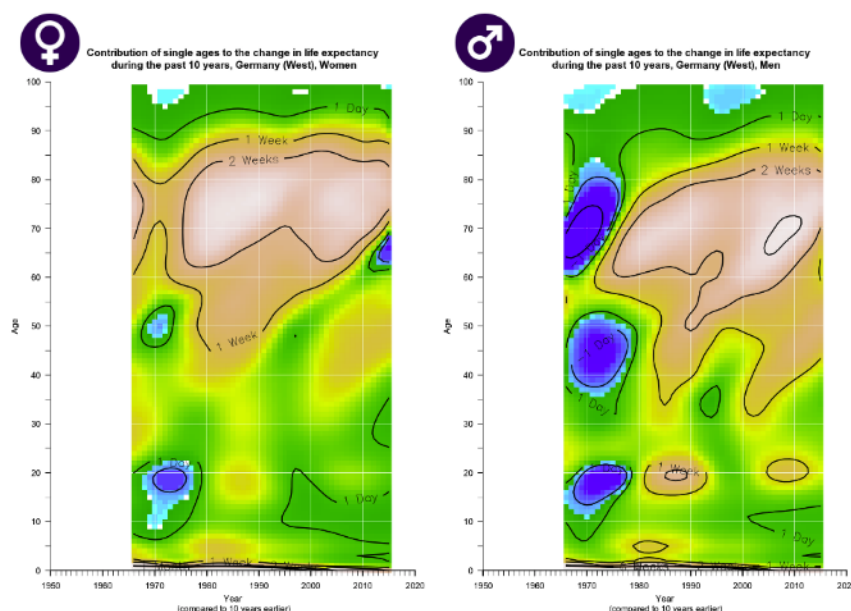 Contribution of single ages to the change in life expectancy
during the past 10 years, Germany (West), Women
100
90
80
70
60
50
40
30
20
10
0
Age
1 Day
1 Week
2 Weeks
1 Week
1 Day
1 Day
1 Week
1950
1960
1970
1980
1990
2000
2010
2020
Year
(compared to 10 years earlier)
Contribution of single ages to the change in life expectancy
during the past 10 years, Germany (West), Men
100
90
80
70
60
50
40
30
20
10
0
Age
1 Day
1 Week
2 Weeks
1 Day
-1 Day
1 Day
1 Week
1 Day
1950
1960
1970
1980
1990
2000
2010
2020
Year
(compared to 10 years earlier)